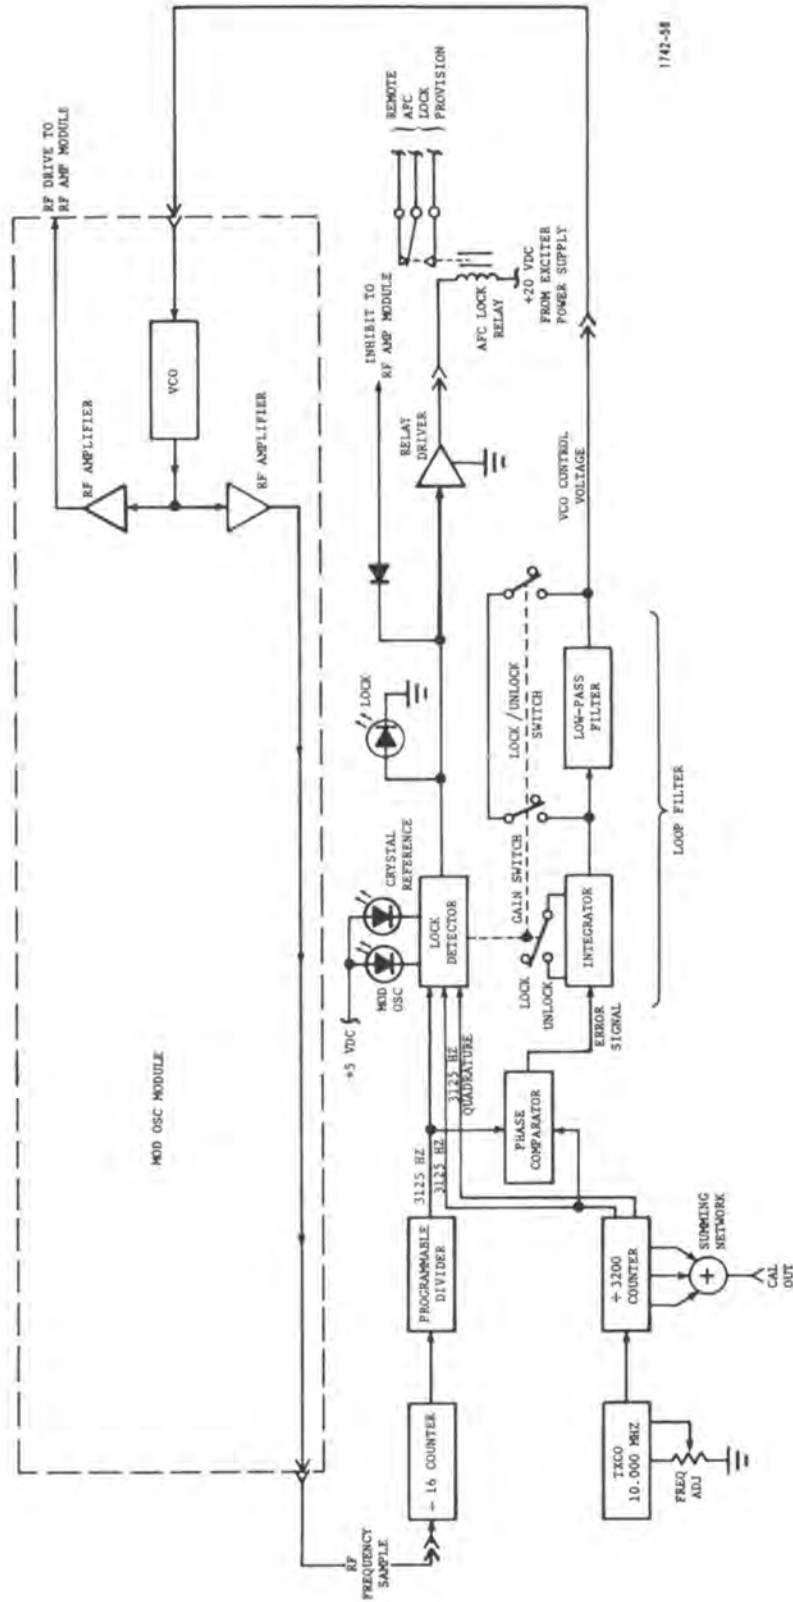 MOD OSC MODULE
RF DRIVE TO
RF AMP MODULE
VCO
RF AMPLIFIER
RF AMPLIFIER
RF
FREQUENCY
SAMPLE
- 16 COUNTER
PROGRAMMABLE
DIVIDER
3125 HZ
3125 HZ
3125 HZ
QUADRATURE
+5 VDC
MOD
OSC
CRYSTAL
REFERENCE
LOCK
DETECTOR
LOCK
INHIBIT TO
RF AMP MODULE
RELAY
DRIVER
AFC LOCK
RELAY
+20 VDC
FROM EXCITER
POWER SUPPLY
REMOTE
AFC
LOCK
PROVISION
TXCO
10.000 MHZ
FREQ
ADJ
÷3200
COUNTER
SUMMING
NETWORK
+
CAL
OUT
PHASE
COMPARATOR
ERROR
SIGNAL
LOCK
UNLOCK
GAIN SWITCH
INTEGRATOR
LOCK/UNLOCK
SWITCH
LOW-PASS
FILTER
LOOP FILTER
VCO CONTROL
VOLTAGE
1742-58